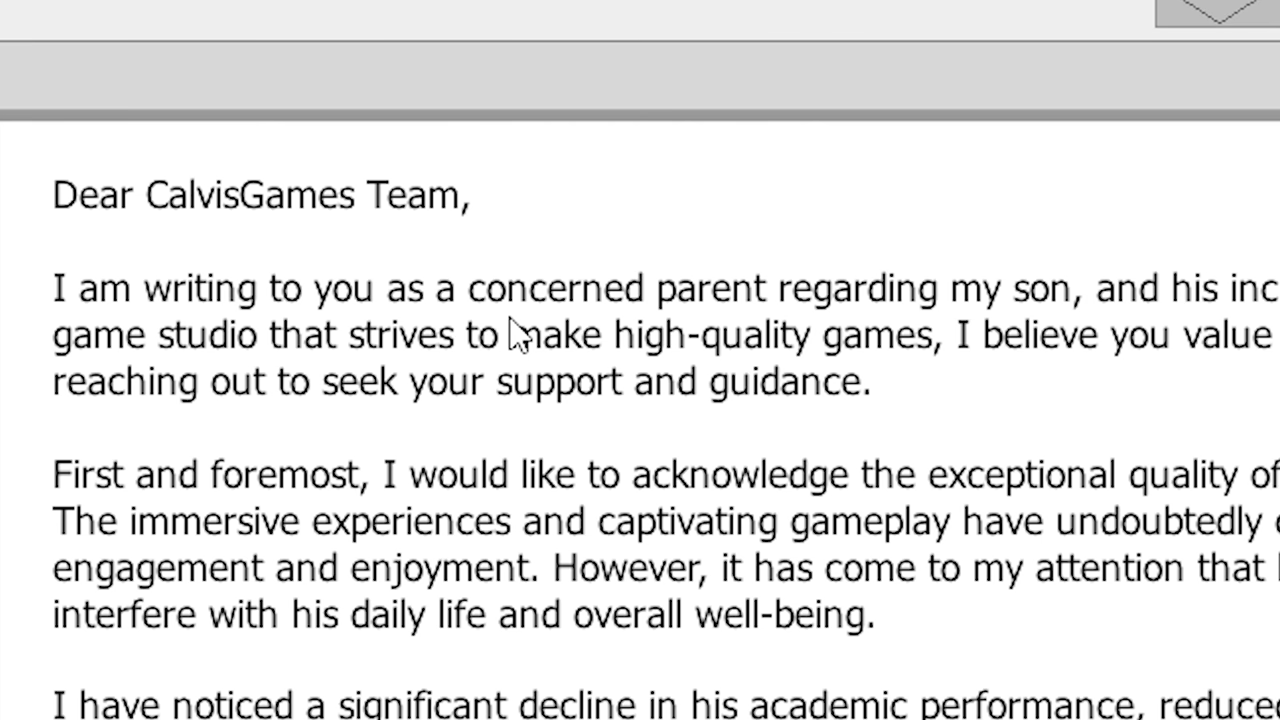 Dear CalvisGames Team,
I am writing to you as a concerned parent regarding my son, and his inc
game studio that strives to make high-quality games, I believe you value
reaching out to seek your support and guidance.
First and foremost, I would like to acknowledge the exceptional quality of
The immersive experiences and captivating gameplay have undoubtedly
engagement and enjoyment. However, it has come to my attention that
interfere with his daily life and overall well-being.
I have noticed a significant decline in his academic performance, reduced